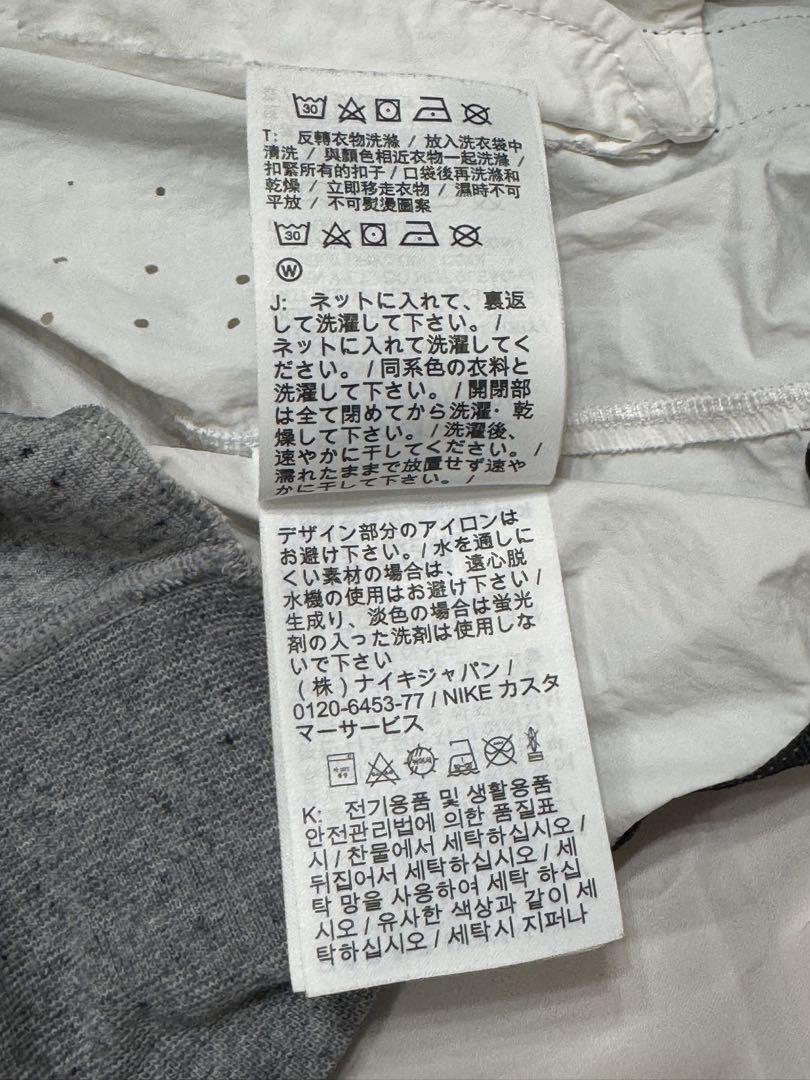 30
T: 反轉衣物洗滌 / 放入洗衣袋中
清洗 / 與顏色相近衣物一起洗滌 /
扣緊所有的扣子 / 口袋後再洗滌和
乾燥 / 立即移走衣物 / 濕時不可
平放 / 不可熨燙圖案
30
W
J: ネットに入れて、裏返
して洗濯して下さい。/
ネットに入れて洗濯してく
ださい。/ 同系色の衣料と
洗濯して下さい。/ 開閉部
は全て閉めてから洗濯・乾
燥して下さい。/ 洗濯後、
速やかに干してください。/
濡れたままで放置せず速や
かに干して下さい。/
デザイン部分のアイロンは
お避け下さい。/ 水を通しに
くい素材の場合は、遠心脱
水機の使用はお避け下さい /
生成り、淡色の場合は蛍光
剤の入った洗剤は使用しな
いで下さい
(株)ナイキジャパン /
0120-6453-77 / NIKE カスタ
マーサービス
K: 전기용품 및 생활용품
안전관리법에 의한 품질표
시 / 찬물에서 세탁하십시오 /
뒤집어서 세탁하십시오 / 세
탁 망을 사용하여 세탁 하십
시오 / 유사한 색상과 같이 세
탁하십시오 / 세탁시 지퍼나